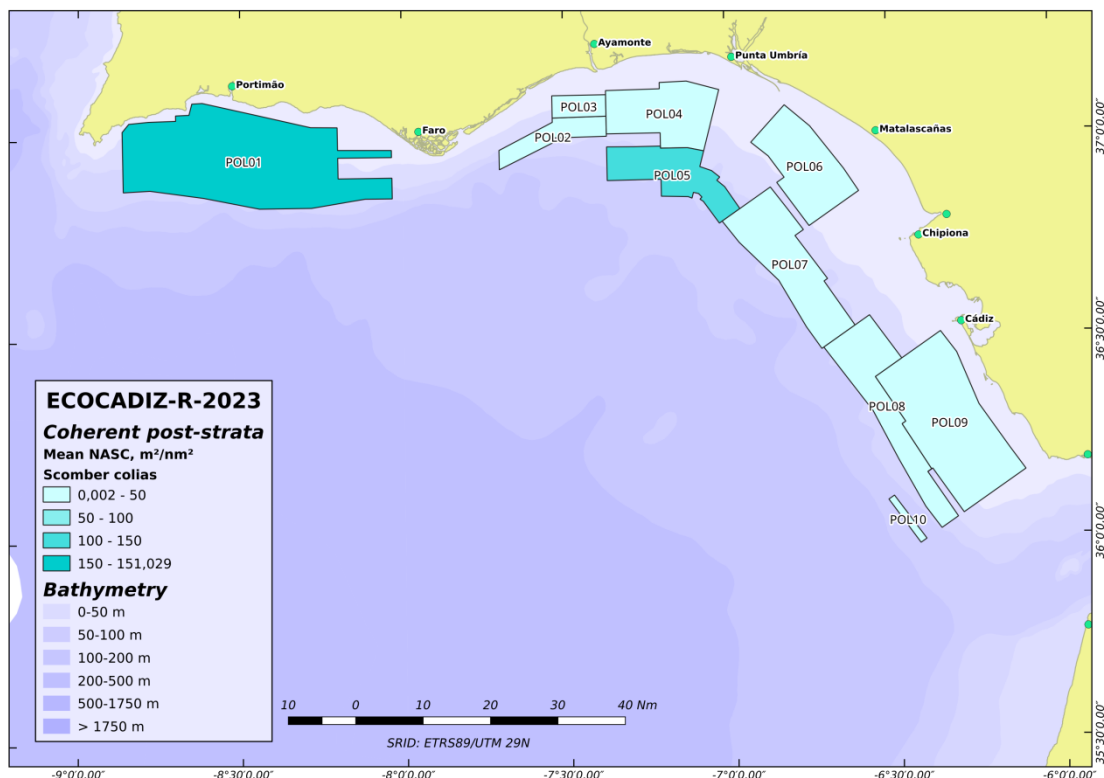 Ayamonte
Punta Umbría
Portimão
POL03
POL04
Faro
POL02
Matalascañas
POL01
POL05
POL06
Chipiona
POL07
Cádiz
POL08
POL09
POL10
ECOCADIZ-R-2023
Coherent post-strata
Mean NASC, m²/nm²
Scomber colias
0,002 - 50
50 - 100
100 - 150
150 - 151,029
Bathymetry
0-50 m
50-100 m
100-200 m
200-500 m
500-1750 m
> 1750 m
10 0 10 20 30 40 Nm
SRID: ETRS89/UTM 29N
37°0'0.00"
36°30'0.00"
36°0'0.00"
35°30'0.00"
-9°0'0.00" -8°30'0.00" -8°0'0.00" -7°30'0.00" -7°0'0.00" -6°30'0.00" -6°0'0.00"